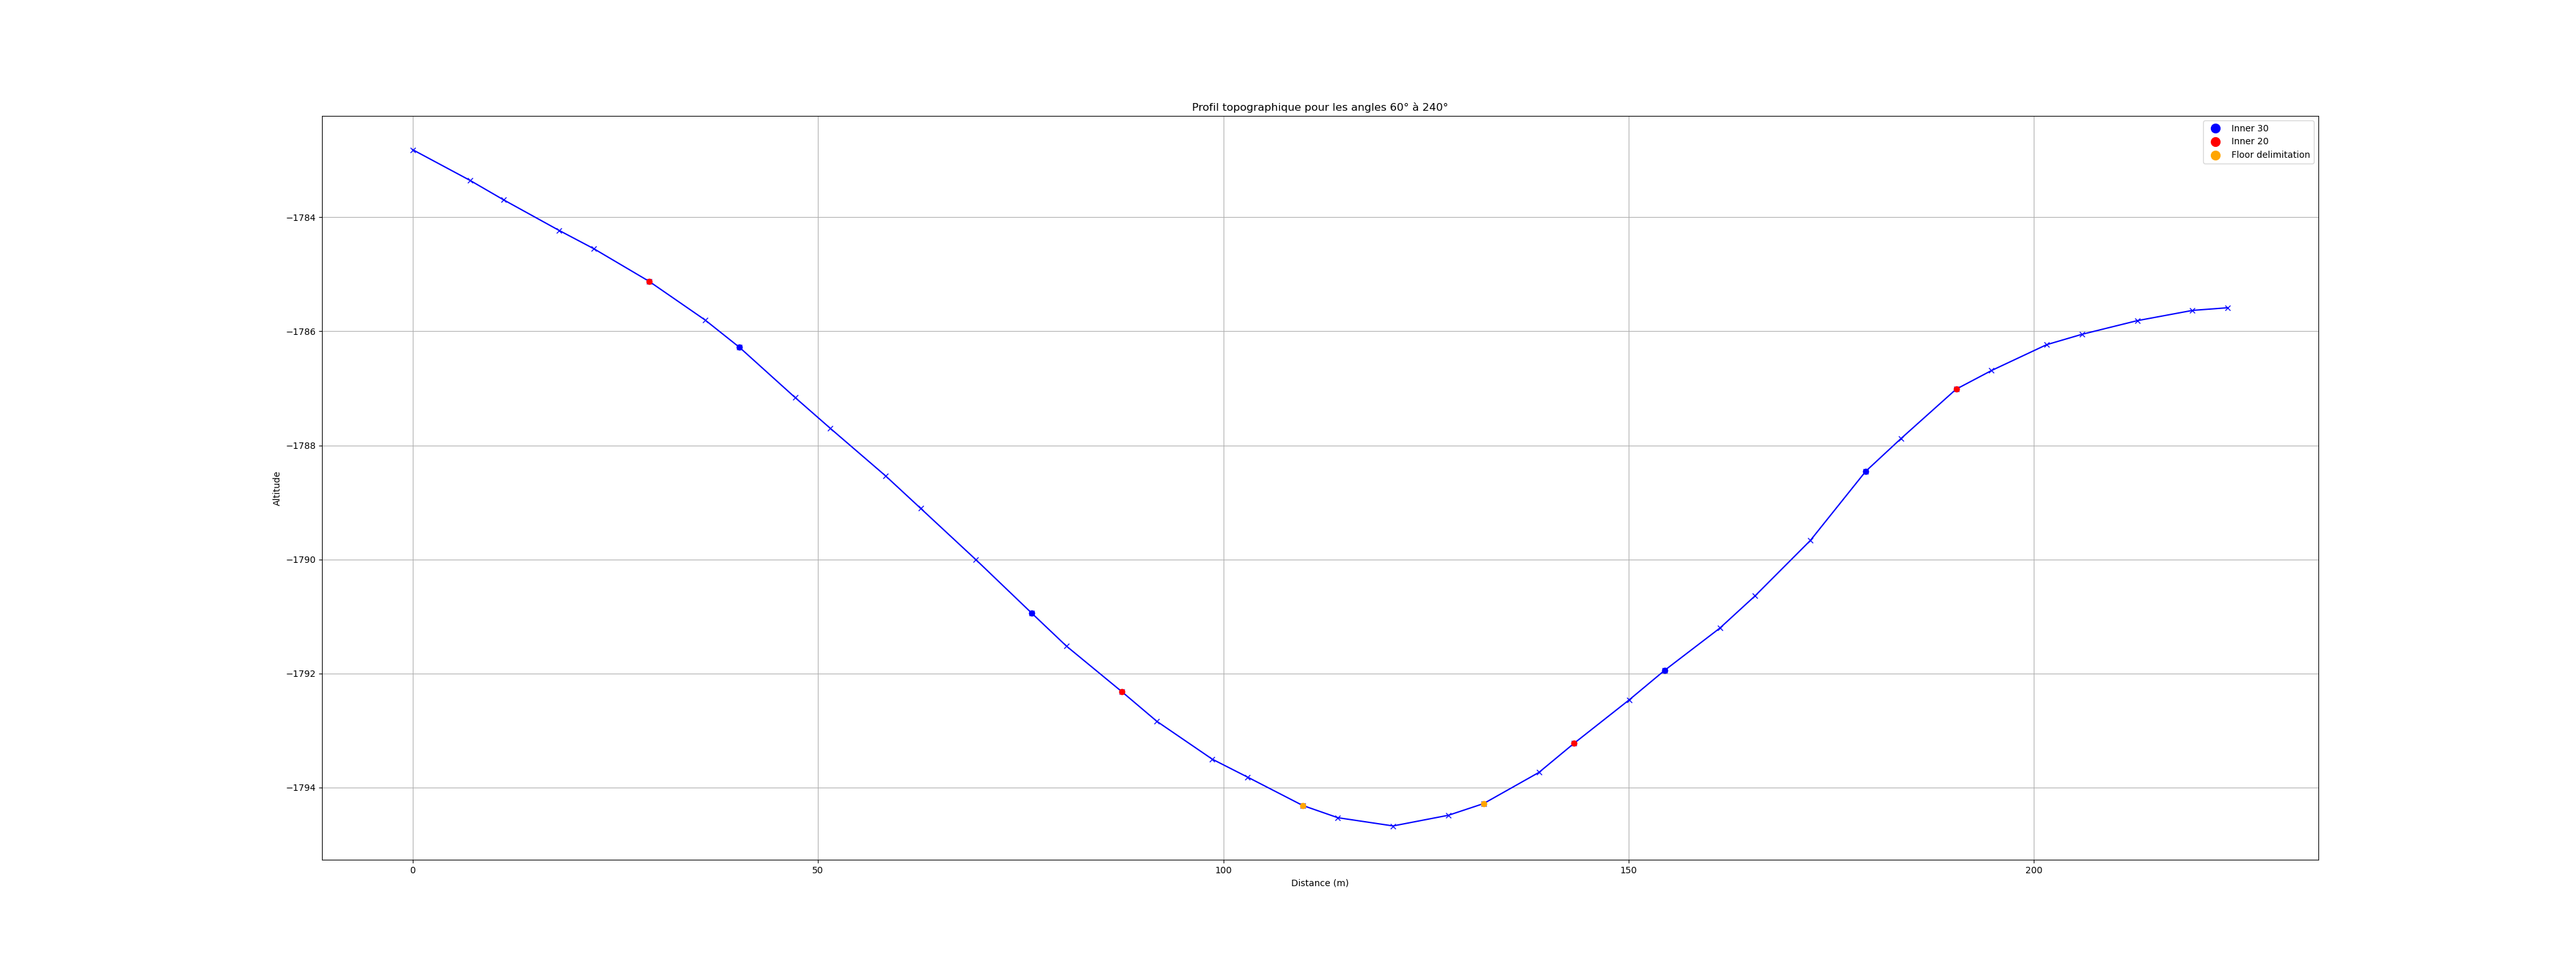 Profil topographique pour les angles 60° à 240°
Inner 30
Inner 20
Floor delimitation
Altitude
−1784
−1786
−1788
−1790
−1792
−1794
0 50 100 150 200
Distance (m)